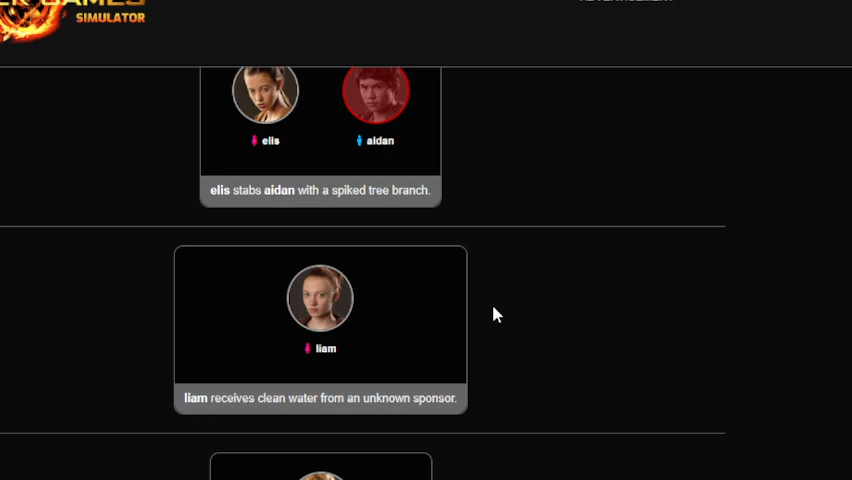 SIMULATOR
elis
aidan
elis stabs aidan with a spiked tree branch.
liam
liam receives clean water from an unknown sponsor.